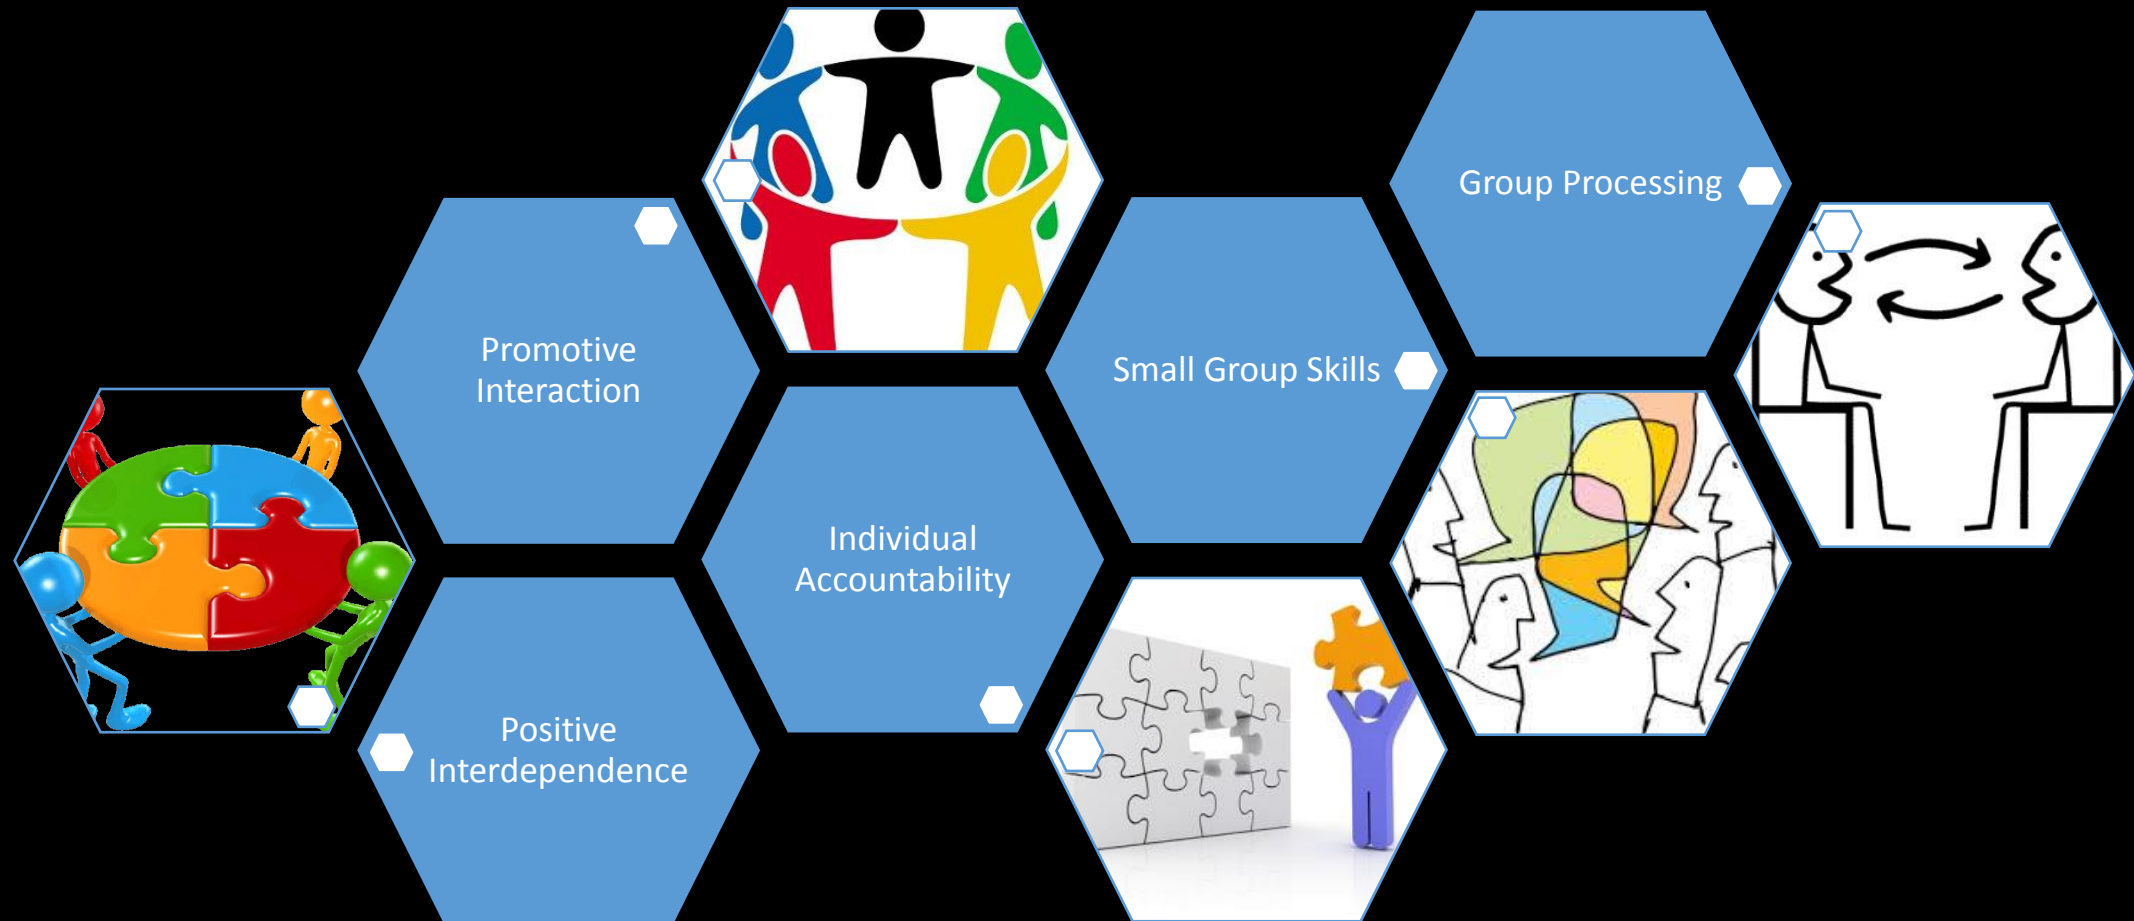 Promotive
Interaction
Positive
Interdependence
Individual
Accountability
Small Group Skills
Group Processing